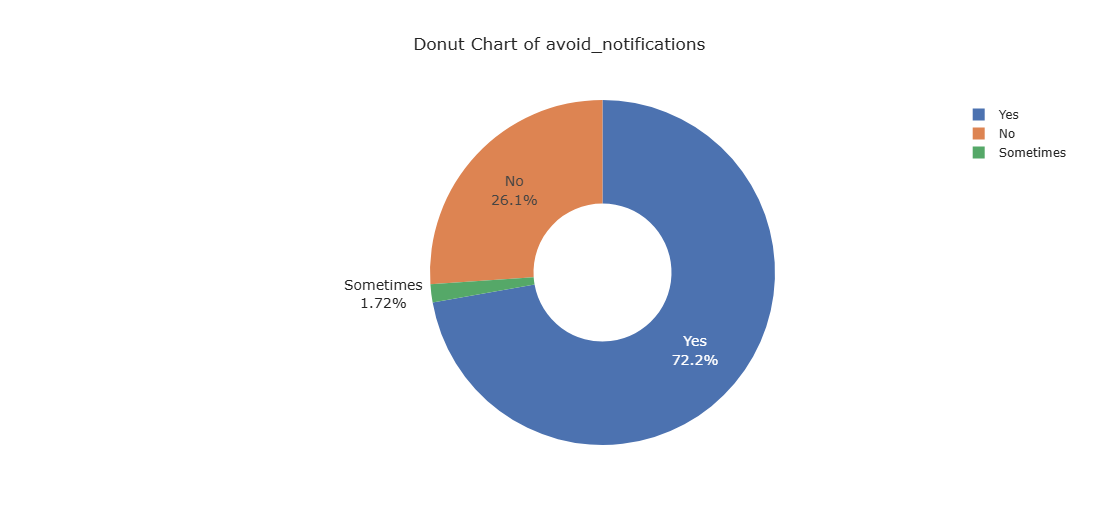 Donut Chart of avoid_notifications
Yes
No
Sometimes
No
26.1%
Sometimes
1.72%
Yes
72.2%